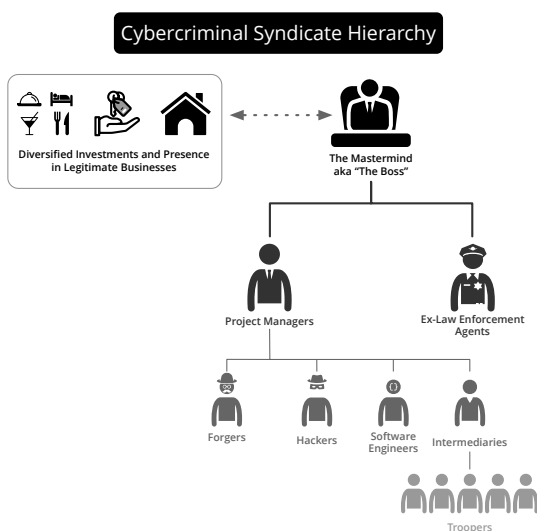 Cybercriminal Syndicate Hierarchy
Diversified Investments and Presence
in Legitimate Businesses
The Mastermind
aka “The Boss”
Project Managers
Ex-Law Enforcement
Agents
Forgers
Hackers
Software
Engineers
Intermediaries
Troopers